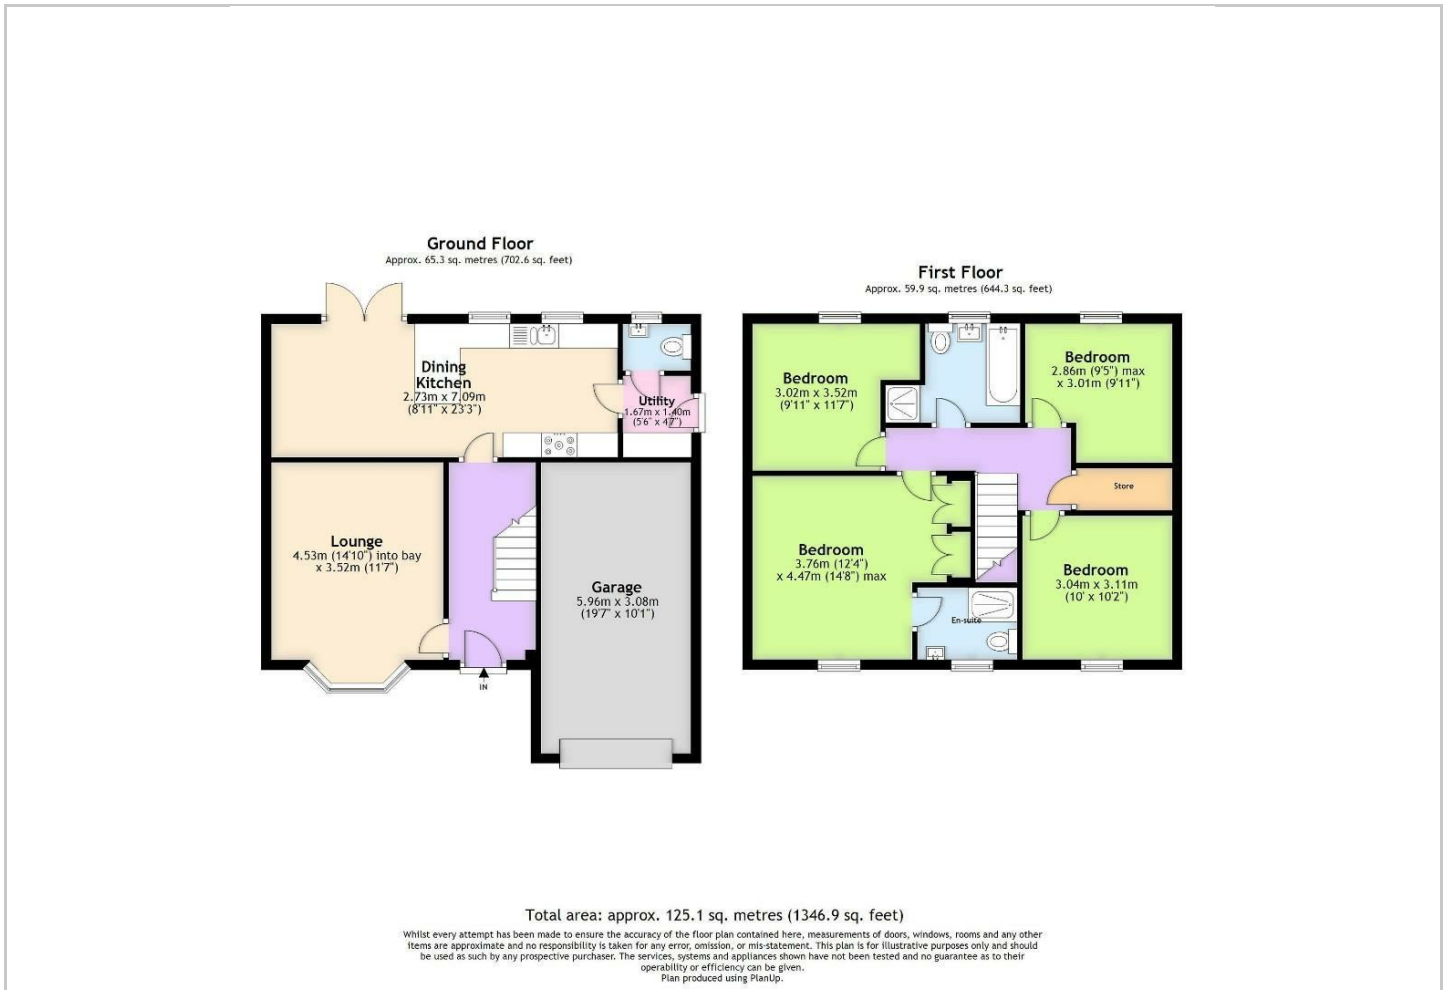 Ground Floor
Approx. 65.3 sq. metres (702.6 sq. feet)
Dining
Kitchen
2.73m x 7.09m
(8'11" x 23'3")
Utility
1.67m x 1.40m
(5'6" x 4'7")
Lounge
4.53m (14'10") into bay
x 3.52m (11'7")
Garage
5.96m x 3.08m
(19'7" x 10'1")
IN
First Floor
Approx. 59.9 sq. metres (644.3 sq. feet)
Bedroom
3.02m x 3.52m
(9'11" x 11'7")
Bedroom
2.86m (9'5") max
x 3.01m (9'11")
Store
Bedroom
3.76m (12'4")
x 4.47m (14'8") max
Bedroom
3.04m x 3.11m
(10' x 10'2")
En-suite
Total area: approx. 125.1 sq. metres (1346.9 sq. feet)
Whilst every attempt has been made to ensure the accuracy of the floor plan contained here, measurements of doors, windows, rooms and any other
items are approximate and no responsibility is taken for any error, omission, or mis-statement. This plan is for illustrative purposes only and should
be used as such by any prospective purchaser. The services, systems and appliances shown have not been tested and no guarantee as to their
operability or efficiency can be given.
Plan produced using PlanUp.